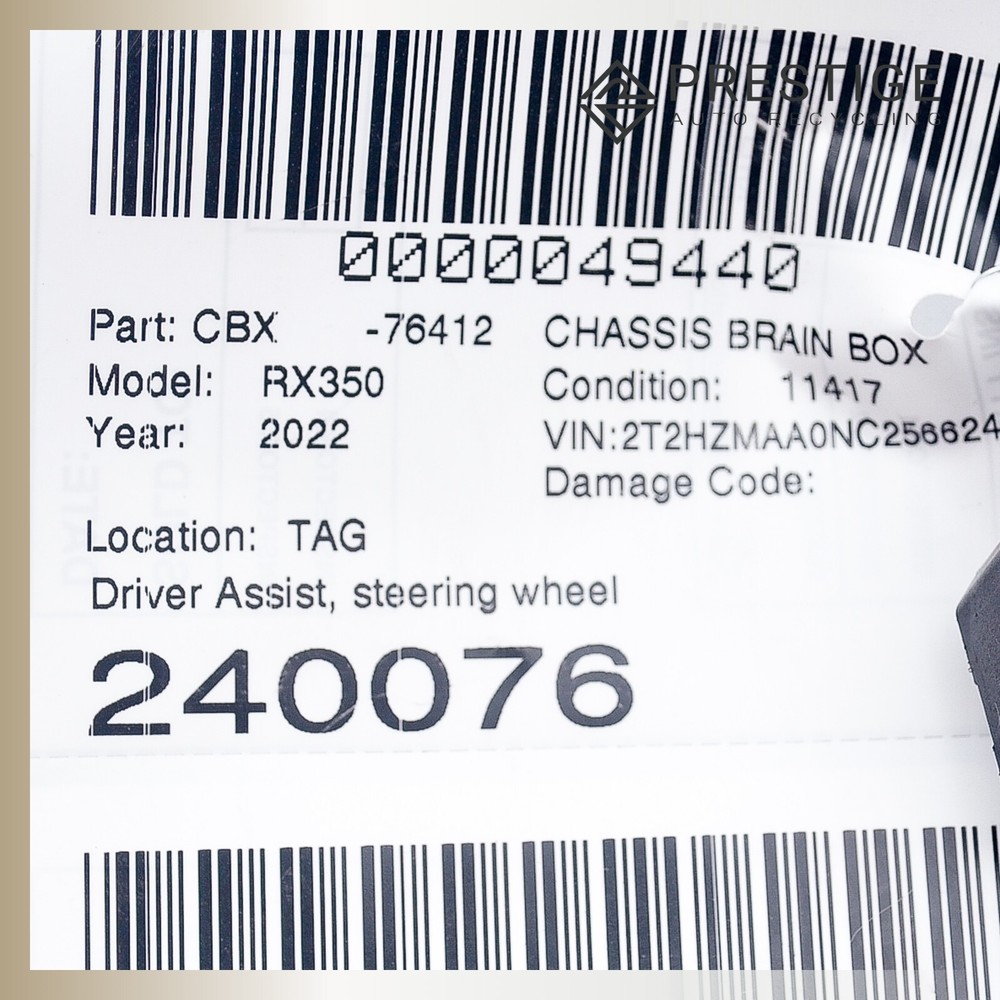 PRESTIGE
AUTO RECYCLING
0000049440
Part: CBX -76412 CHASSIS BRAIN BOX
Model: RX350 Condition: 11417
Year: 2022 VIN:2T2HZMAA0NC256624
Damage Code:
Location: TAG
Driver Assist, steering wheel
240076